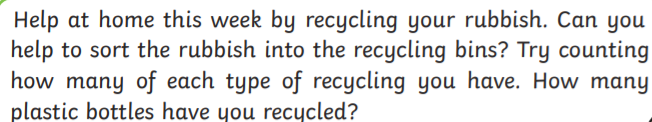 Help at home this week by recycling your rubbish. Can you
help to sort the rubbish into the recycling bins? Try counting
how many of each type of recycling you have. How many
plastic bottles have you recycled?